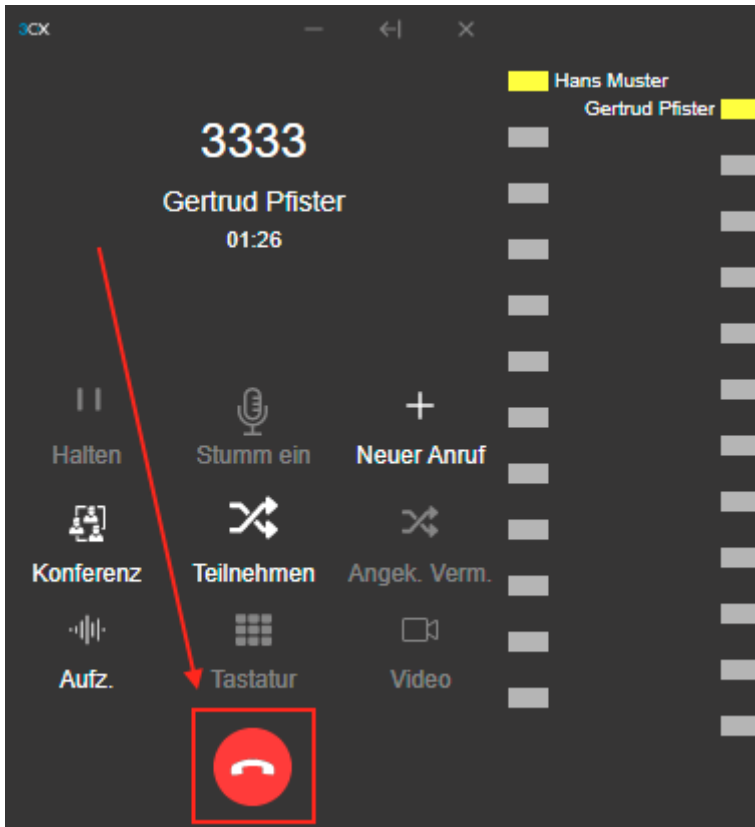 3CX
3333
Gertrud Pfister
01:26
Halten
Stumm ein
Neuer Anruf
Konferenz
Teilnehmen
Angek. Verm.
Aufz.
Tastatur
Video
Hans Muster
Gertrud Pfister